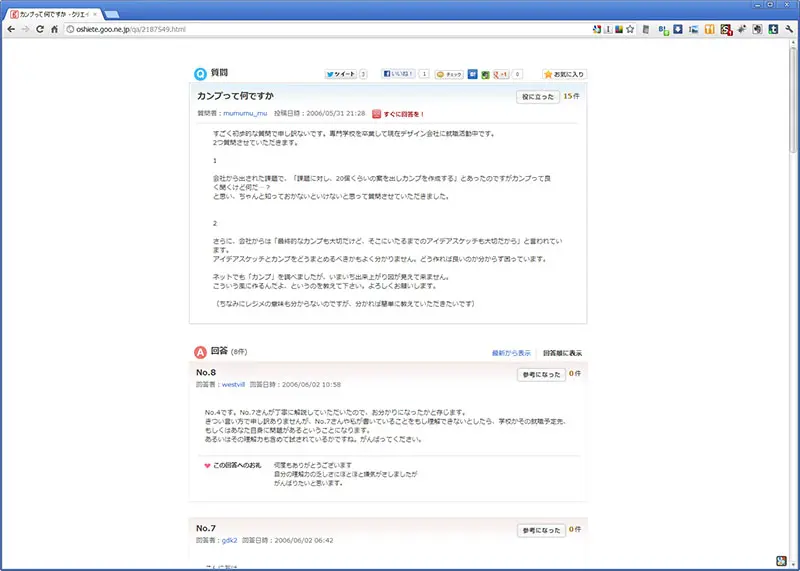 カンプって何ですか - クリエイ
oshiete.goo.ne.jp/qa/2187549.html
Q 質問
ツイート 2
いいね！ 1
チェック
+1 0
お気に入り
カンプって何ですか
役に立った 15件
質問者：mumumu_mu 投稿日時：2006/05/31 21:28 すぐに回答を！
すごく初歩的な質問で申し訳ないです。専門学校を卒業して現在デザイン会社に就職活動中です。
2つ質問させていただきます。
1
会社から出された課題で、「課題に対し、20個くらいの案を出しカンプを作成する」とあったのですがカンプって良
く聞くけど何だ…？
と思い、ちゃんと知っておかないといけないと思って質問させていただきました。
2
さらに、会社からは「最終的なカンプも大切だけど、そこにいたるまでのアイデアスケッチも大切だから」と言われてい
ます。
アイデアスケッチとカンプをどうまとめるべきかもよく分かりません。どう作れば良いのか分からず困っています。
ネットでも「カンプ」を調べましたが、いまいち出来上がり図が見えて来ません。
こういう風に作るんだよ、というのを教えて下さい。よろしくお願いします。
（ちなみにレジメの意味も分からないのですが、分かれば簡単に教えていただきたいです）
A 回答 (8件)
最新から表示 回答順に表示
No.8
参考になった 0件
回答者：westvill 回答日時：2006/06/02 10:58
No.4です。No.7さんが丁寧に解説していただいたので、お分かりになったかと存じます。
きつい言い方で申し訳ありませんが、No.7さんや私が書いていることをもし理解できないとしたら、学校かその就職予定先、
もしくはあなた自身に問題があるということになります。
あるいはその理解力も含めて試されているかですね。がんばってください。
この回答へのお礼
何度もありがとうございます
自分の理解力の乏しさにほとほと嫌気がさしましたが
がんばりたいと思います。
No.7
参考になった 0件
回答者：gdk2 回答日時：2006/06/02 06:42